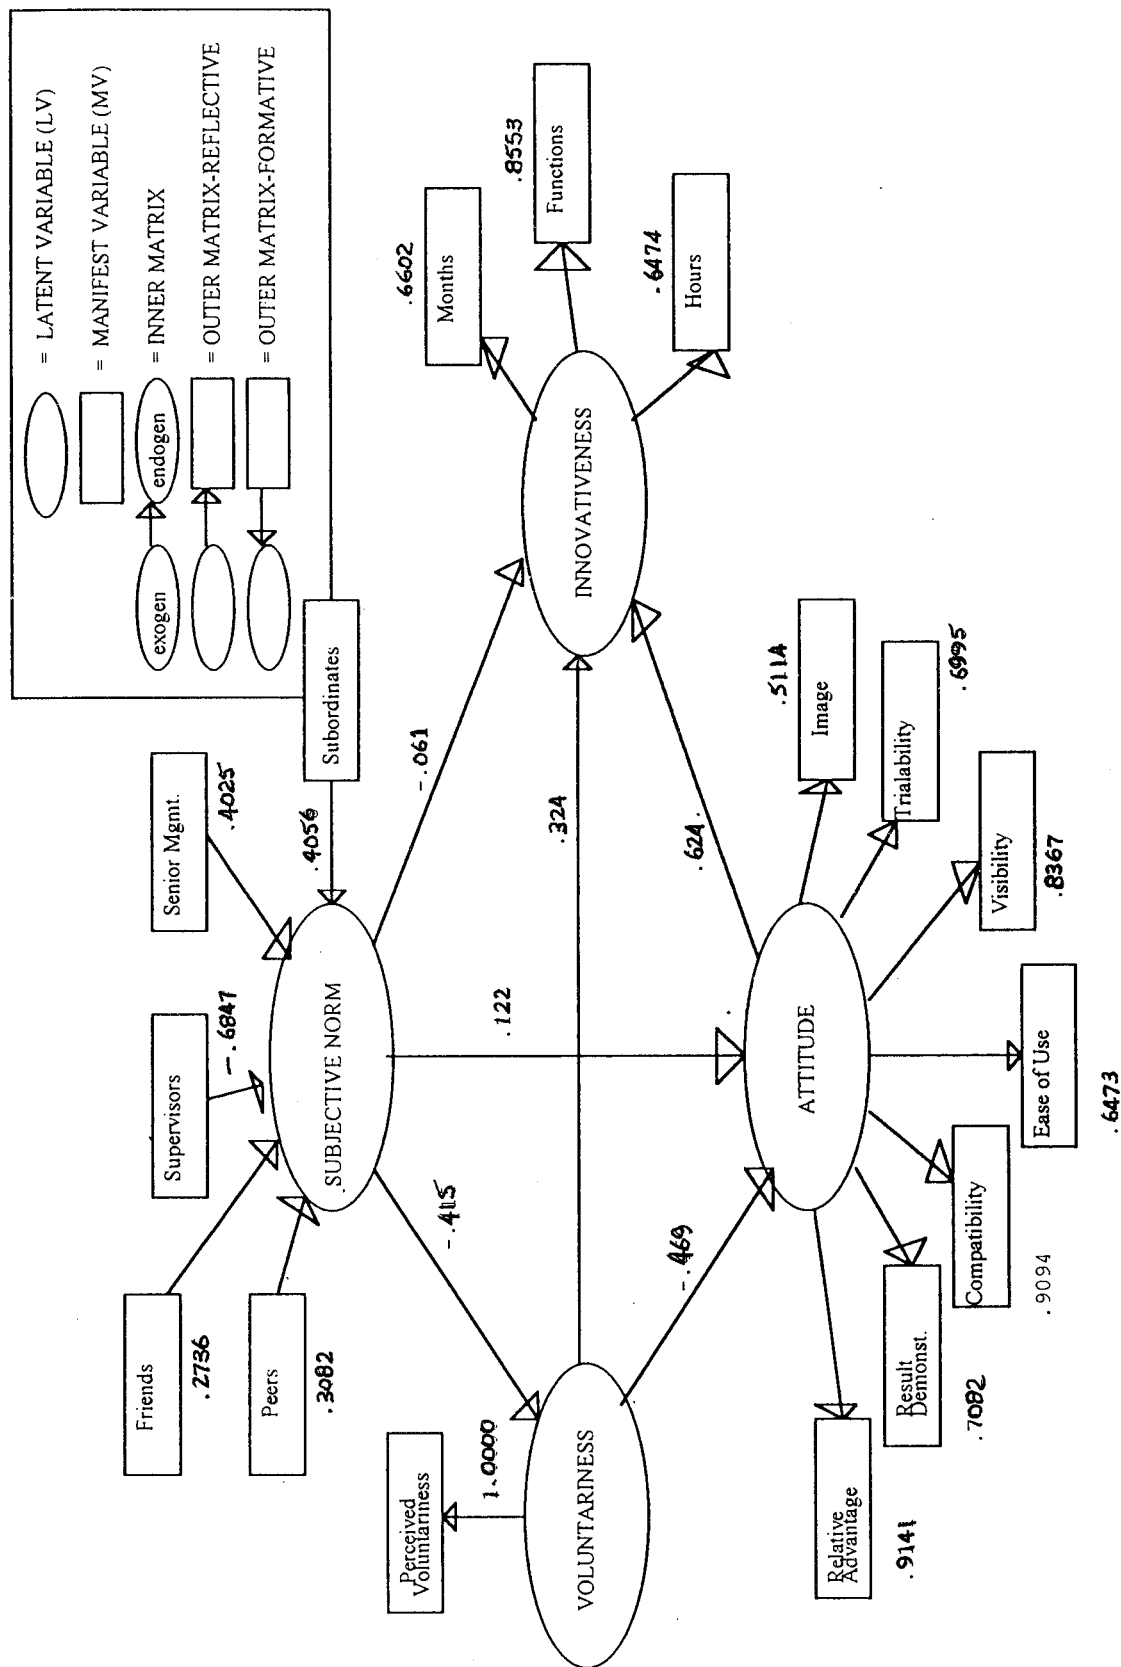 = LATENT VARIABLE (LV)
= MANIFEST VARIABLE (MV)
exogen
endogen
= INNER MATRIX
= OUTER MATRIX-REFLECTIVE
= OUTER MATRIX-FORMATIVE
Friends
.2736
Peers
.3082
Supervisors
-.6847
Senior Mgmt.
.4025
Subordinates
.4056
SUBJECTIVE NORM
Perceived
Voluntariness
1.0000
VOLUNTARINESS
-.415
.122
-.061
.324
-.469
.624
INNOVATIVENESS
Months
.6602
Functions
.8553
Hours
.6474
ATTITUDE
Relative
Advantage
.9141
Result
Demonst.
.7082
Compatibility
.9094
Ease of Use
.6473
Visibility
.8367
Trialability
.6995
Image
.5114